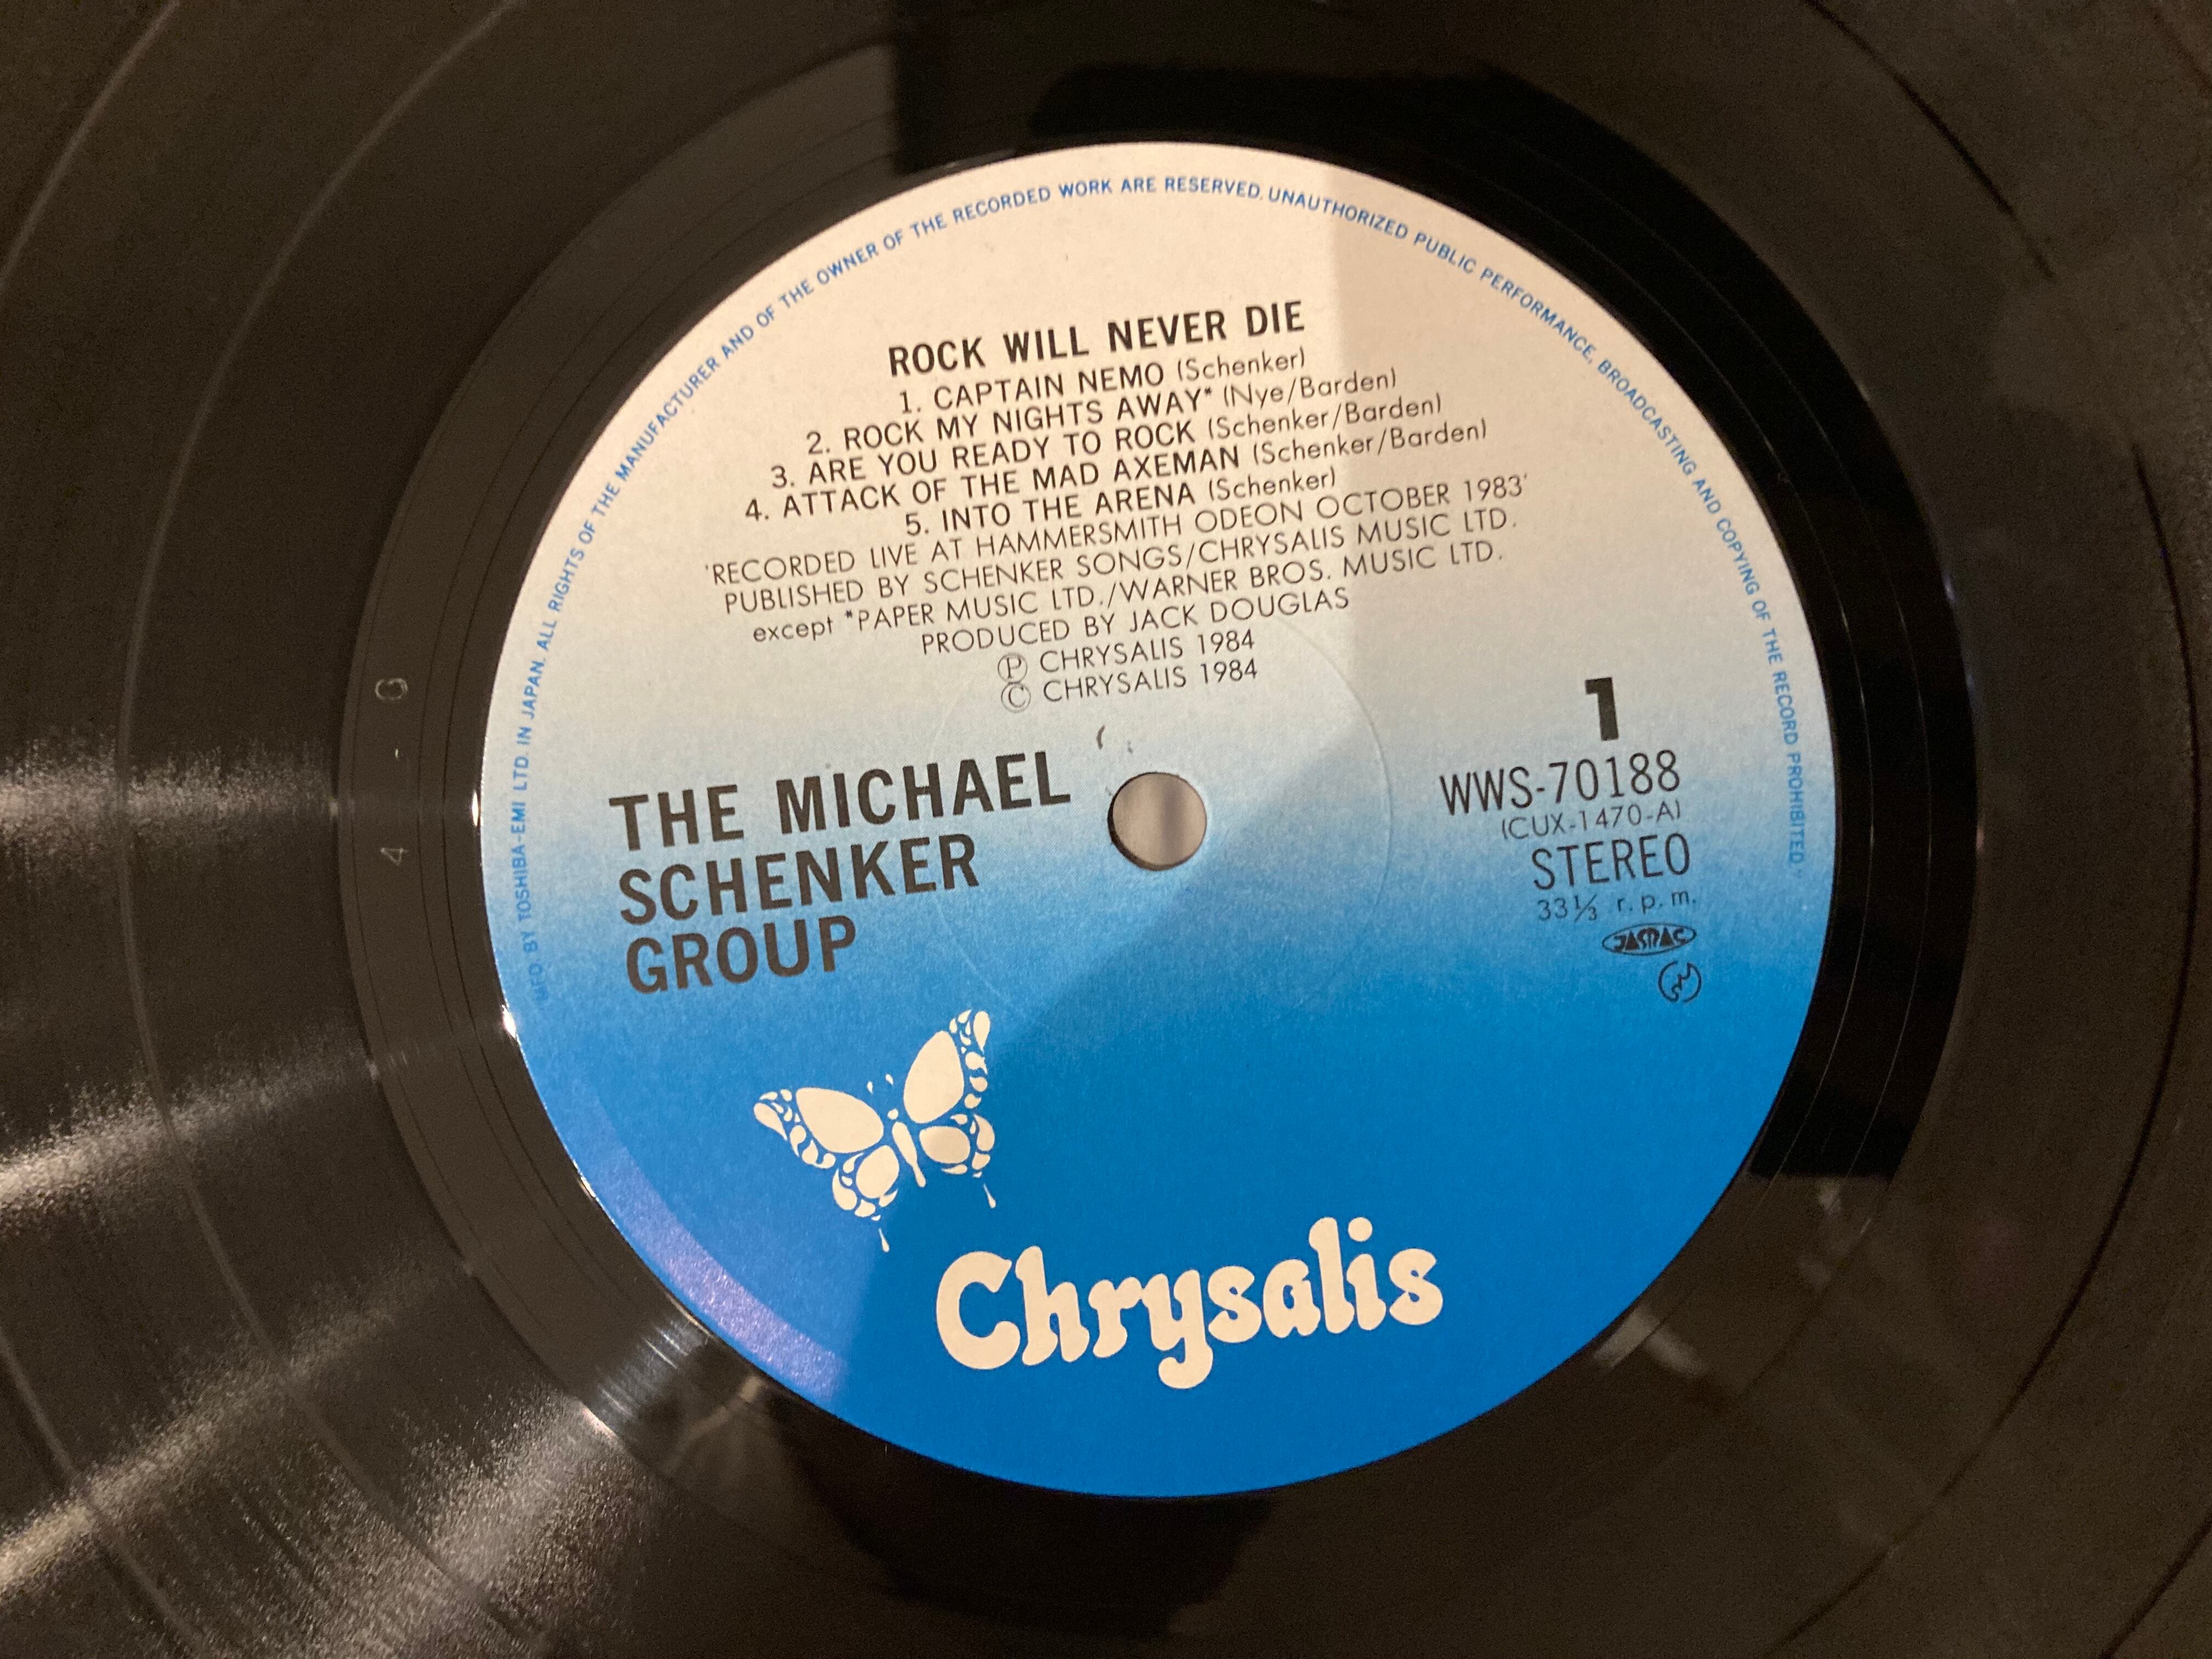 MFD. BY TOSHIBA-EMI LTD. IN JAPAN. ALL RIGHTS OF THE MANUFACTURER AND OF THE OWNER OF THE RECORDED WORK ARE RESERVED. UNAUTHORIZED PUBLIC PERFORMANCE, BROADCASTING AND COPYING OF THE RECORD PROHIBITED.
ROCK WILL NEVER DIE
1. CAPTAIN NEMO (Schenker)
2. ROCK MY NIGHTS AWAY* (Nye/Barden)
3. ARE YOU READY TO ROCK (Schenker/Barden)
4. ATTACK OF THE MAD AXEMAN (Schenker/Barden)
5. INTO THE ARENA (Schenker)
'RECORDED LIVE AT HAMMERSMITH ODEON OCTOBER 1983'
PUBLISHED BY SCHENKER SONGS/CHRYSALIS MUSIC LTD.
except *PAPER MUSIC LTD./WARNER BROS. MUSIC LTD.
PRODUCED BY JACK DOUGLAS
Ⓟ CHRYSALIS 1984
© CHRYSALIS 1984
THE MICHAEL
SCHENKER
GROUP
1
WWS-70188
(CUX-1470-A)
STEREO
33⅓ r.p.m.
JASRAC
Chrysalis
G
4